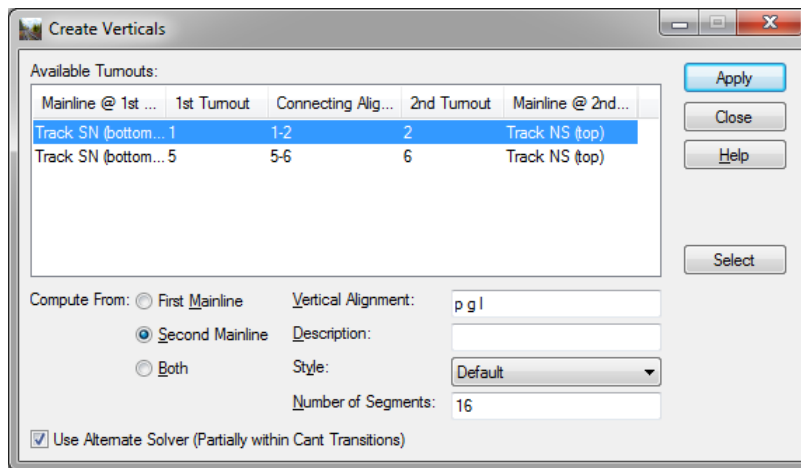 Create Verticals
Available Turnouts:
Mainline @ 1st ... 1st Turnout Connecting Alig... 2nd Turnout Mainline @ 2nd...
Track SN (bottom... 1 1-2 2 Track NS (top)
Track SN (bottom... 5 5-6 6 Track NS (top)
Apply
Close
Help
Select
Compute From: First Mainline
Second Mainline
Both
Vertical Alignment: p g l
Description:
Style: Default
Number of Segments: 16
Use Alternate Solver (Partially within Cant Transitions)